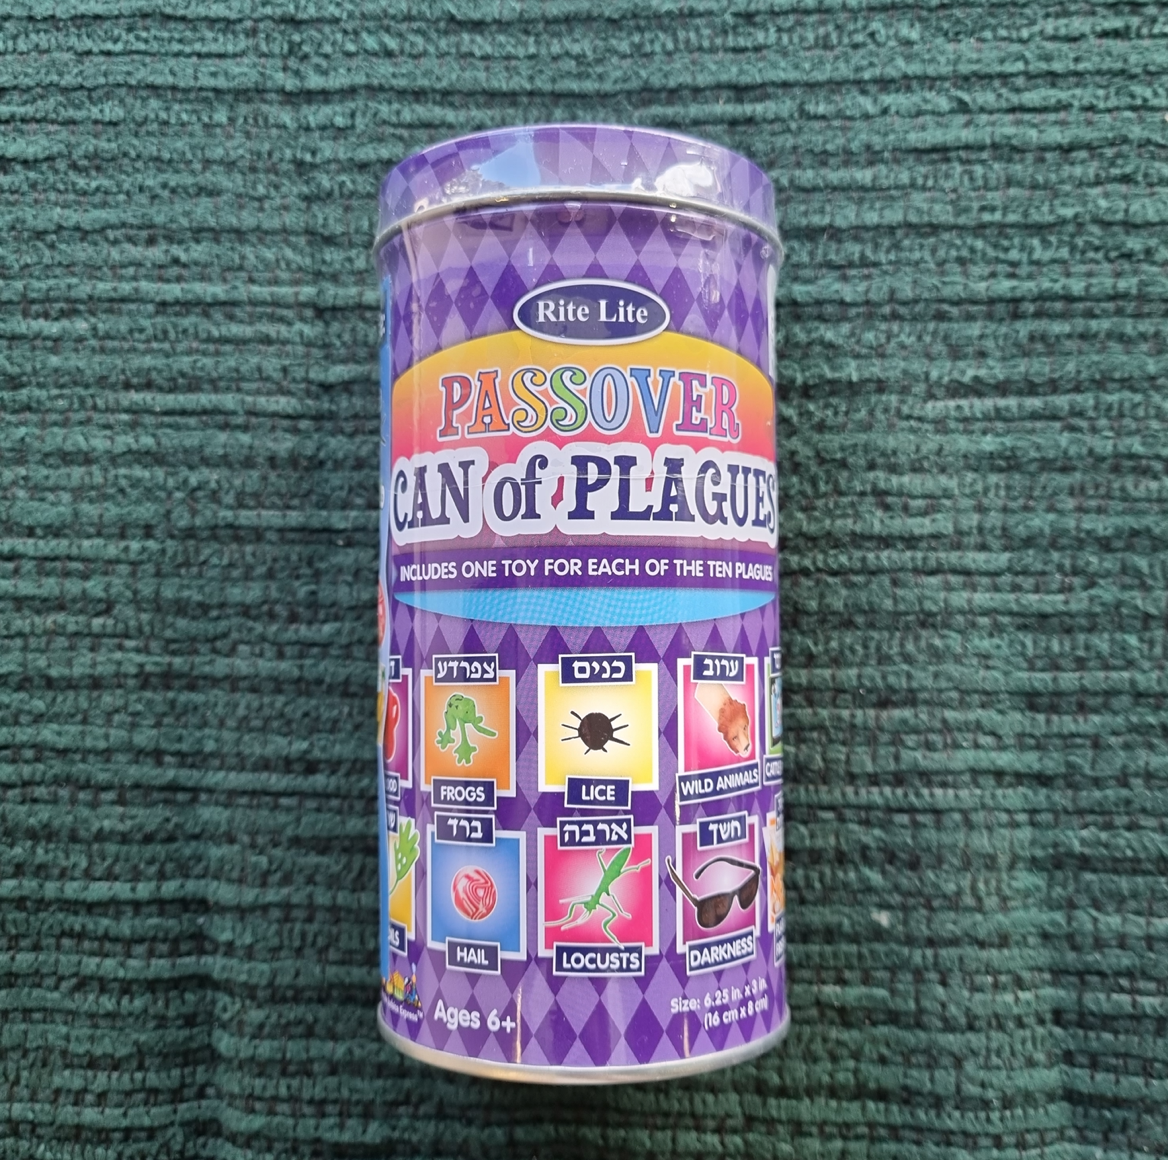 Rite Lite
PASSOVER
CAN of PLAGUES
INCLUDES ONE TOY FOR EACH OF THE TEN PLAGUES
צפרדע
כנים
ערוב
FROGS
LICE
WILD ANIMALS
ברד
ארבה
חשך
HAIL
LOCUSTS
DARKNESS
Ages 6+
Size: 6.25 in. x 3 in.
(16 cm x 8 cm)